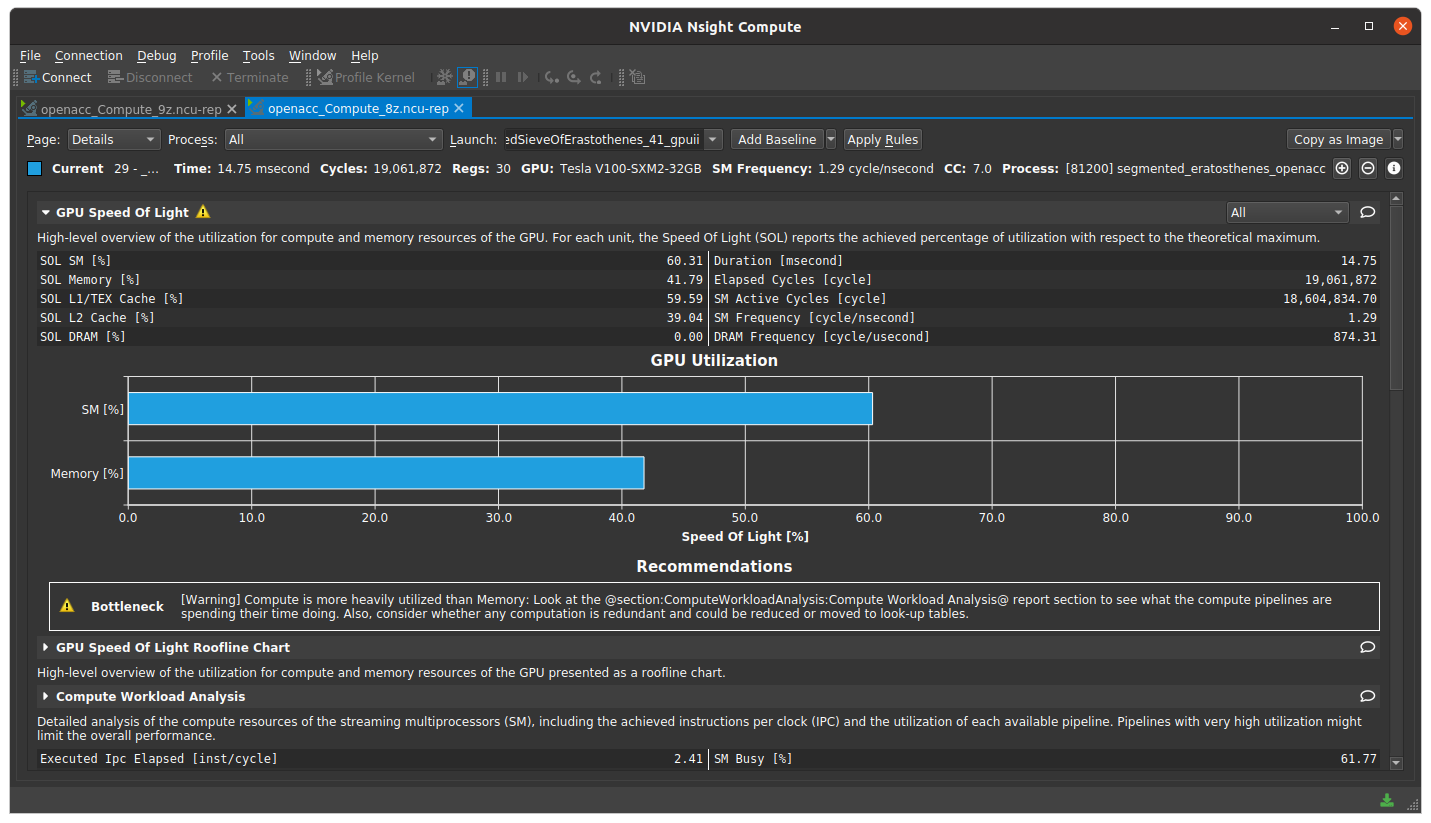 NVIDIA Nsight Compute
File Connection Debug Profile Tools Window Help
Connect Disconnect Terminate Profile Kernel
openacc_Compute_9z.ncu-rep openacc_Compute_8z.ncu-rep
Page: Details Process: All Launch: edSieveOfErastothenes_41_gpuii Add Baseline Apply Rules Copy as Image
Current 29 - _... Time: 14.75 msecond Cycles: 19,061,872 Regs: 30 GPU: Tesla V100-SXM2-32GB SM Frequency: 1.29 cycle/nsecond CC: 7.0 Process: [81200] segmented_eratosthenes_openacc
GPU Speed Of Light All
High-level overview of the utilization for compute and memory resources of the GPU. For each unit, the Speed Of Light (SOL) reports the achieved percentage of utilization with respect to the theoretical maximum.
SOL SM [%] 60.31 Duration [msecond] 14.75
SOL Memory [%] 41.79 Elapsed Cycles [cycle] 19,061,872
SOL L1/TEX Cache [%] 59.59 SM Active Cycles [cycle] 18,604,834.70
SOL L2 Cache [%] 39.04 SM Frequency [cycle/nsecond] 1.29
SOL DRAM [%] 0.00 DRAM Frequency [cycle/usecond] 874.31
GPU Utilization
SM [%]
Memory [%]
0.0 10.0 20.0 30.0 40.0 50.0 60.0 70.0 80.0 90.0 100.0
Speed Of Light [%]
Recommendations
Bottleneck [Warning] Compute is more heavily utilized than Memory: Look at the @section:ComputeWorkloadAnalysis:Compute Workload Analysis@ report section to see what the compute pipelines are
spending their time doing. Also, consider whether any computation is redundant and could be reduced or moved to look-up tables.
GPU Speed Of Light Roofline Chart
High-level overview of the utilization for compute and memory resources of the GPU presented as a roofline chart.
Compute Workload Analysis
Detailed analysis of the compute resources of the streaming multiprocessors (SM), including the achieved instructions per clock (IPC) and the utilization of each available pipeline. Pipelines with very high utilization might
limit the overall performance.
Executed Ipc Elapsed [inst/cycle] 2.41 SM Busy [%] 61.77